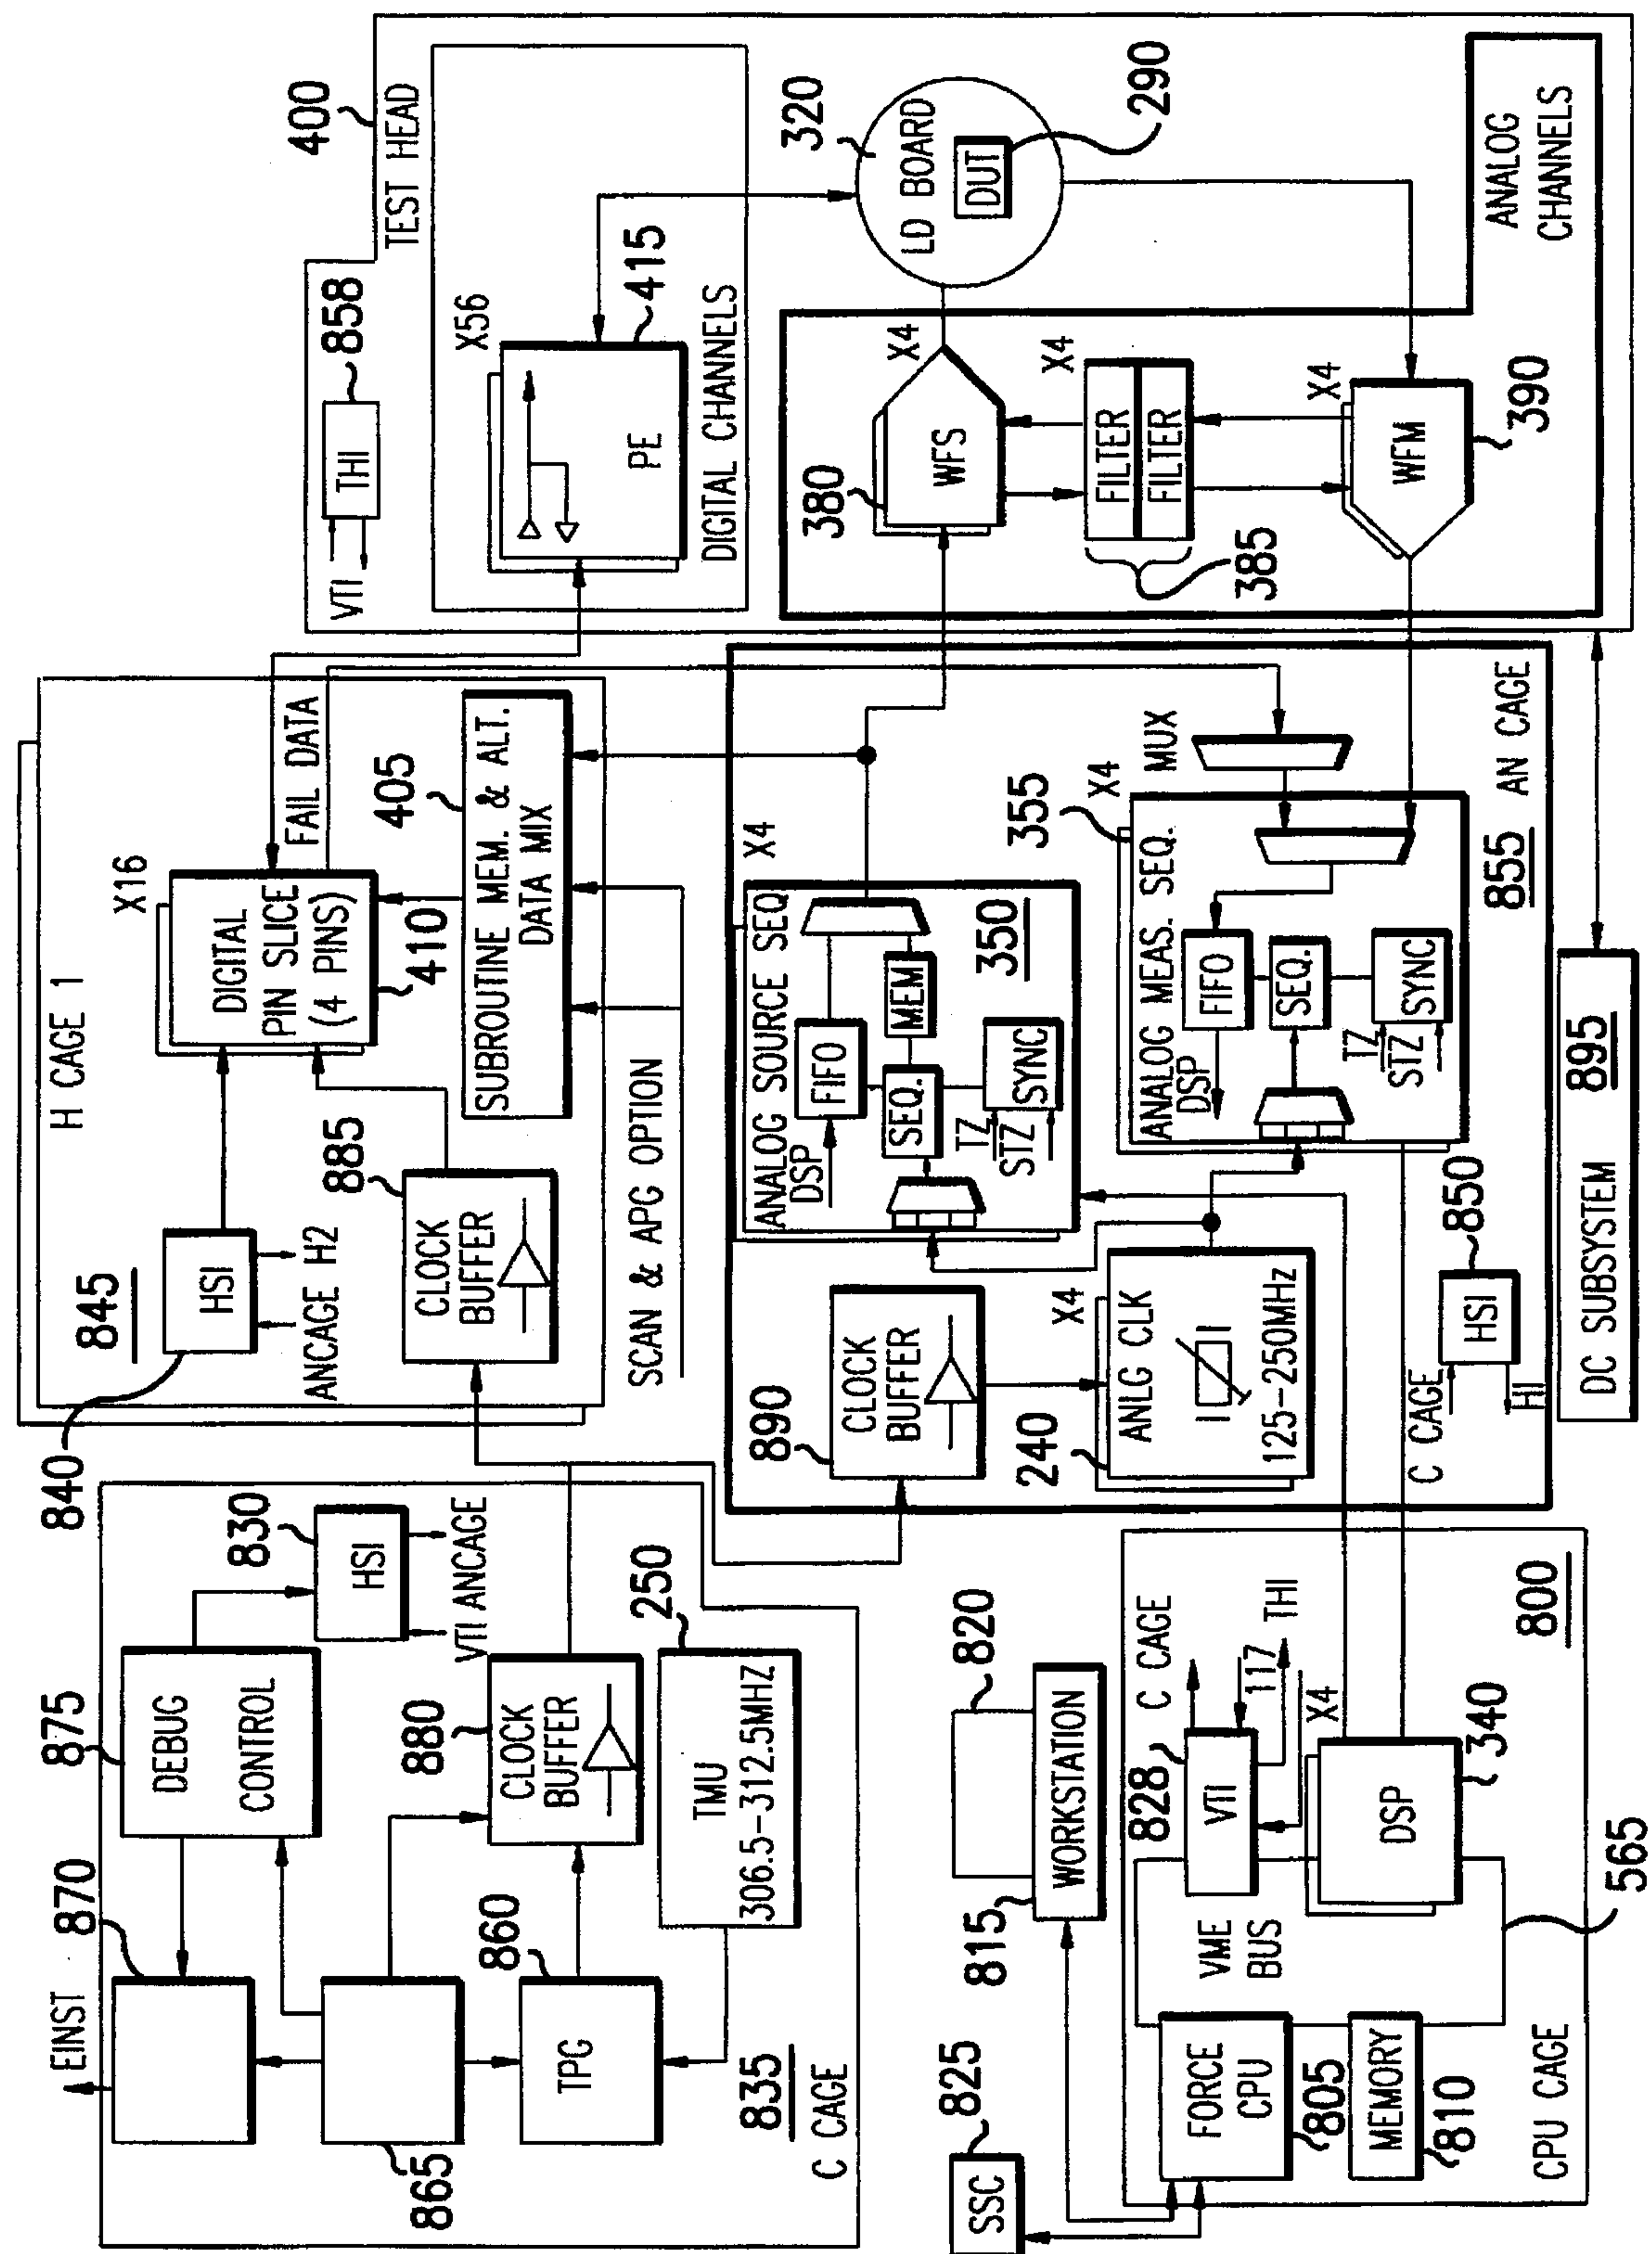 EINST
870
875
DEBUG
CONTROL
830
HSI
VTI ANCAGE
865
860
TPG
880
CLOCK
BUFFER
250
TMU
306.5-312.5MHZ
835
C CAGE
H CAGE 1
840
845
HSI
ANCAGE H2
885
CLOCK
BUFFER
X16
DIGITAL
PIN SLICE
(4 PINS)
410
FAIL DATA
405
SUBROUTINE MEM. & ALT.
DATA MIX
SCAN & APG OPTION
400
TEST HEAD
858
THI
VTI
X56
415
PE
DIGITAL CHANNELS
320
LD BOARD
DUT
290
380
WFS
X4
FILTER
FILTER
X4
385
WFM
X4
390
ANALOG
CHANNELS
890
CLOCK
BUFFER
240
X4
ANLG CLK
125-250MHz
X4
ANALOG SOURCE SEQ
350
DSP
FIFO
MEM
SEQ.
SYNC
TZ
STZ
355
X4
MUX
ANALOG MEAS. SEQ.
DSP
FIFO
SEQ.
SYNC
TZ
STZ
850
C CAGE
HSI
HI
855
AN CAGE
DC SUBSYSTEM
895
825
SSC
815
820
WORKSTATION
C CAGE
828
VTI
117
THI
X4
340
DSP
VME
BUS
FORCE
CPU
805
MEMORY
810
565
800
CPU CAGE